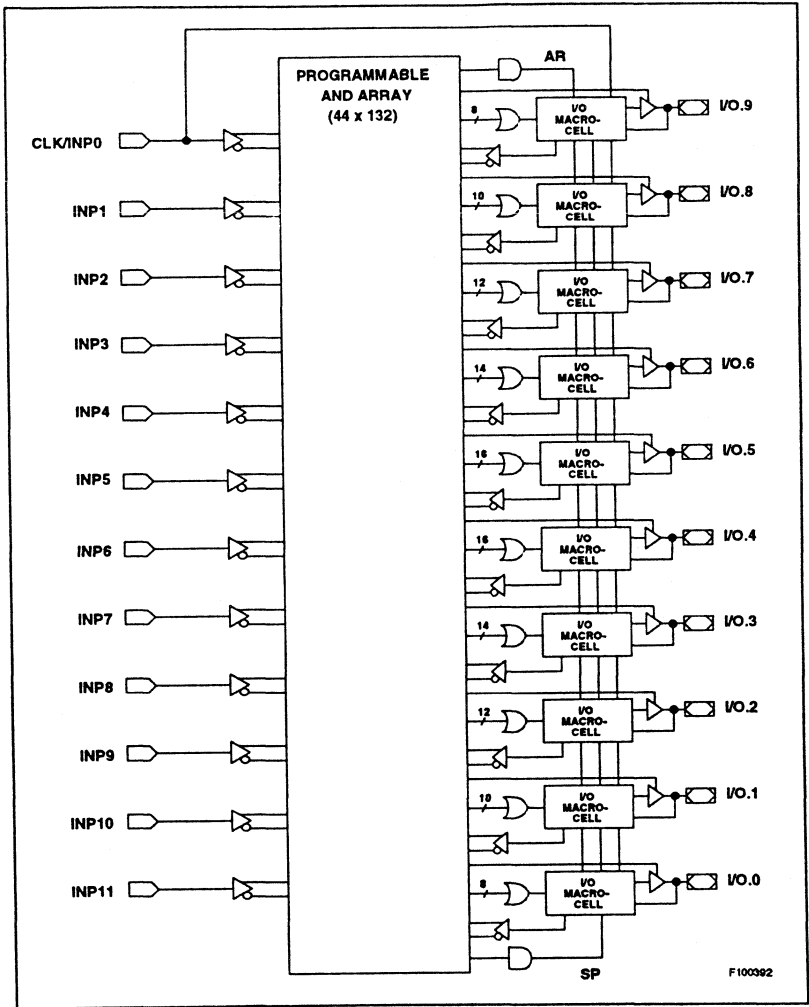 AR
PROGRAMMABLE
AND ARRAY
(44 x 132)
8
I/O
MACRO-
CELL
I/O.9
CLK/INP0
INP1
10
I/O
MACRO-
CELL
I/O.8
INP2
12
I/O
MACRO-
CELL
I/O.7
INP3
14
I/O
MACRO-
CELL
I/O.6
INP4
INP5
16
I/O
MACRO-
CELL
I/O.5
INP6
16
I/O
MACRO-
CELL
I/O.4
INP7
14
I/O
MACRO-
CELL
I/O.3
INP8
12
I/O
MACRO-
CELL
I/O.2
INP9
INP10
10
I/O
MACRO-
CELL
I/O.1
INP11
8
I/O
MACRO-
CELL
I/O.0
SP
F100392